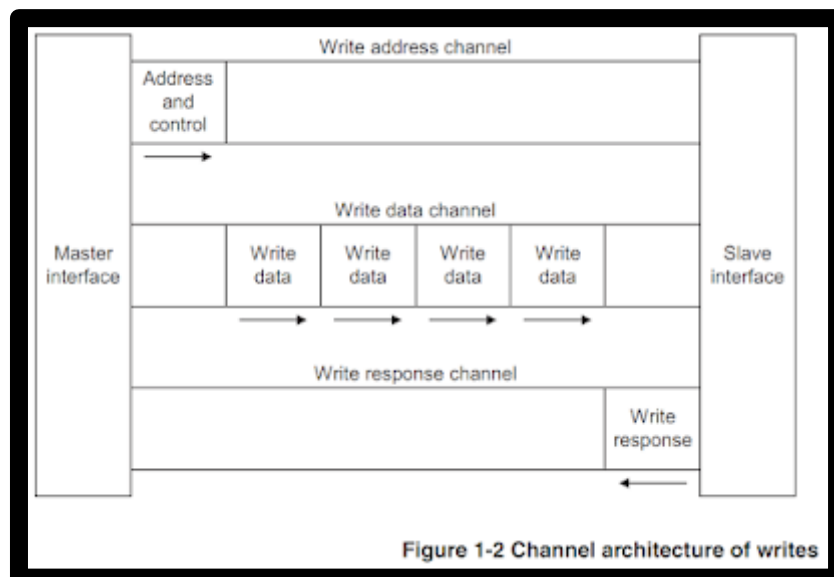 Write address channel
Address
and
control
Write data channel
Master
interface
Write
data
Write
data
Write
data
Write
data
Slave
interface
Write response channel
Write
response
Figure 1-2 Channel architecture of writes